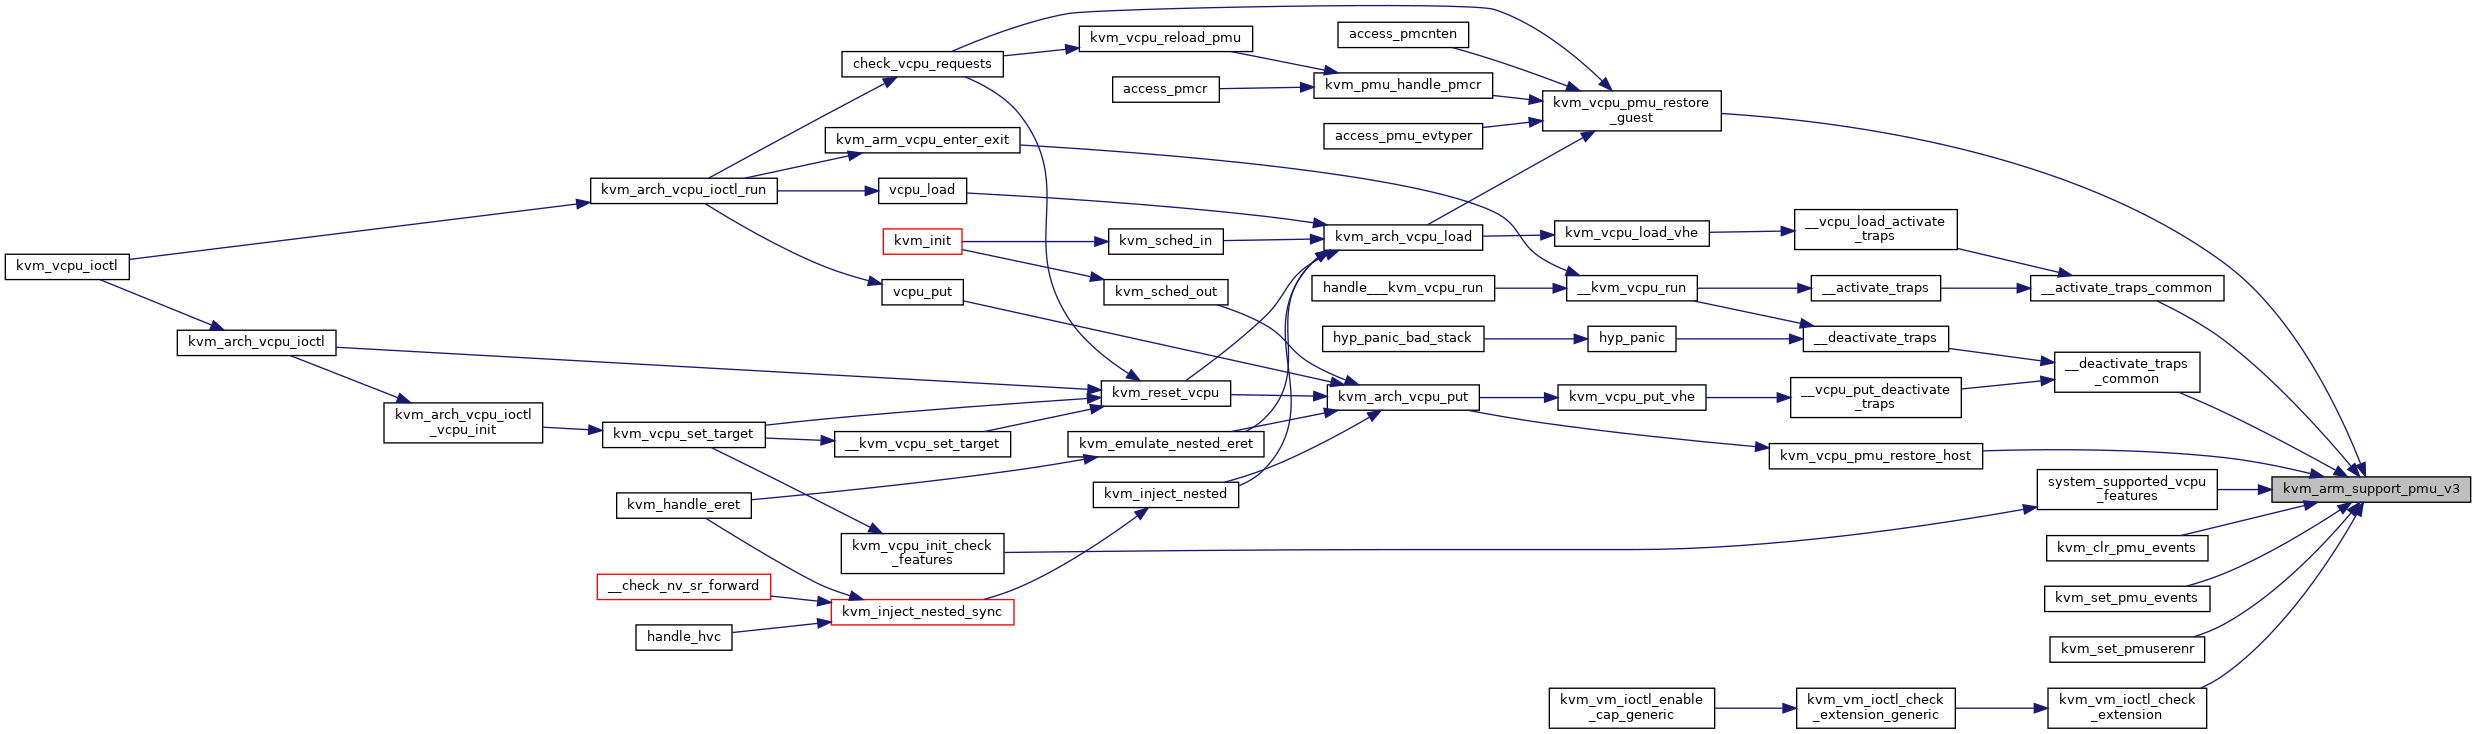 kvm_vcpu_ioctl
kvm_arch_vcpu_ioctl
kvm_arch_vcpu_ioctl
_vcpu_init
kvm_arch_vcpu_ioctl_run
kvm_vcpu_set_target
kvm_handle_eret
__check_nv_sr_forward
handle_hvc
check_vcpu_requests
kvm_arm_vcpu_enter_exit
vcpu_load
kvm_init
vcpu_put
__kvm_vcpu_set_target
kvm_vcpu_init_check
_features
kvm_inject_nested_sync
kvm_vcpu_reload_pmu
access_pmcr
kvm_sched_in
kvm_sched_out
kvm_reset_vcpu
kvm_emulate_nested_eret
kvm_inject_nested
access_pmcnten
kvm_pmu_handle_pmcr
access_pmu_evtyper
kvm_arch_vcpu_load
handle___kvm_vcpu_run
hyp_panic_bad_stack
kvm_arch_vcpu_put
kvm_vcpu_pmu_restore
_guest
kvm_vcpu_load_vhe
__kvm_vcpu_run
hyp_panic
kvm_vcpu_put_vhe
kvm_vm_ioctl_enable
_cap_generic
__vcpu_load_activate
_traps
__activate_traps
__deactivate_traps
__vcpu_put_deactivate
_traps
kvm_vcpu_pmu_restore_host
kvm_vm_ioctl_check
_extension_generic
__activate_traps_common
__deactivate_traps
_common
system_supported_vcpu
_features
kvm_clr_pmu_events
kvm_set_pmu_events
kvm_set_pmuserenr
kvm_vm_ioctl_check
_extension
kvm_arm_support_pmu_v3